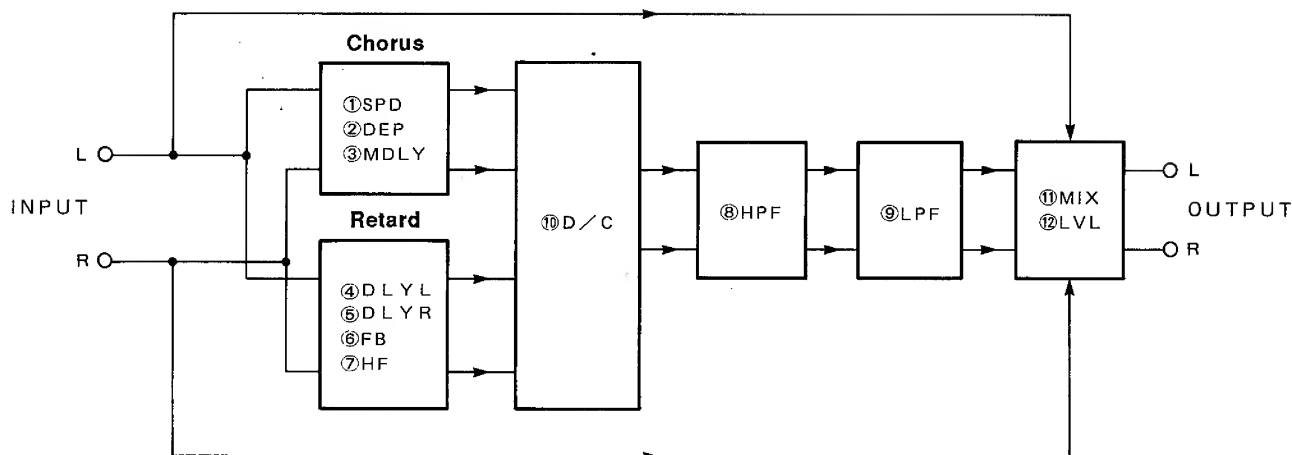 Chorus
①SPD
②DEP
③MDLY
L
INPUT
R
Retard
④DLYL
⑤DLYR
⑥FB
⑦HF
⑩D/C
⑧HPF
⑨LPF
⑪MIX
⑫LVL
L
OUTPUT
R